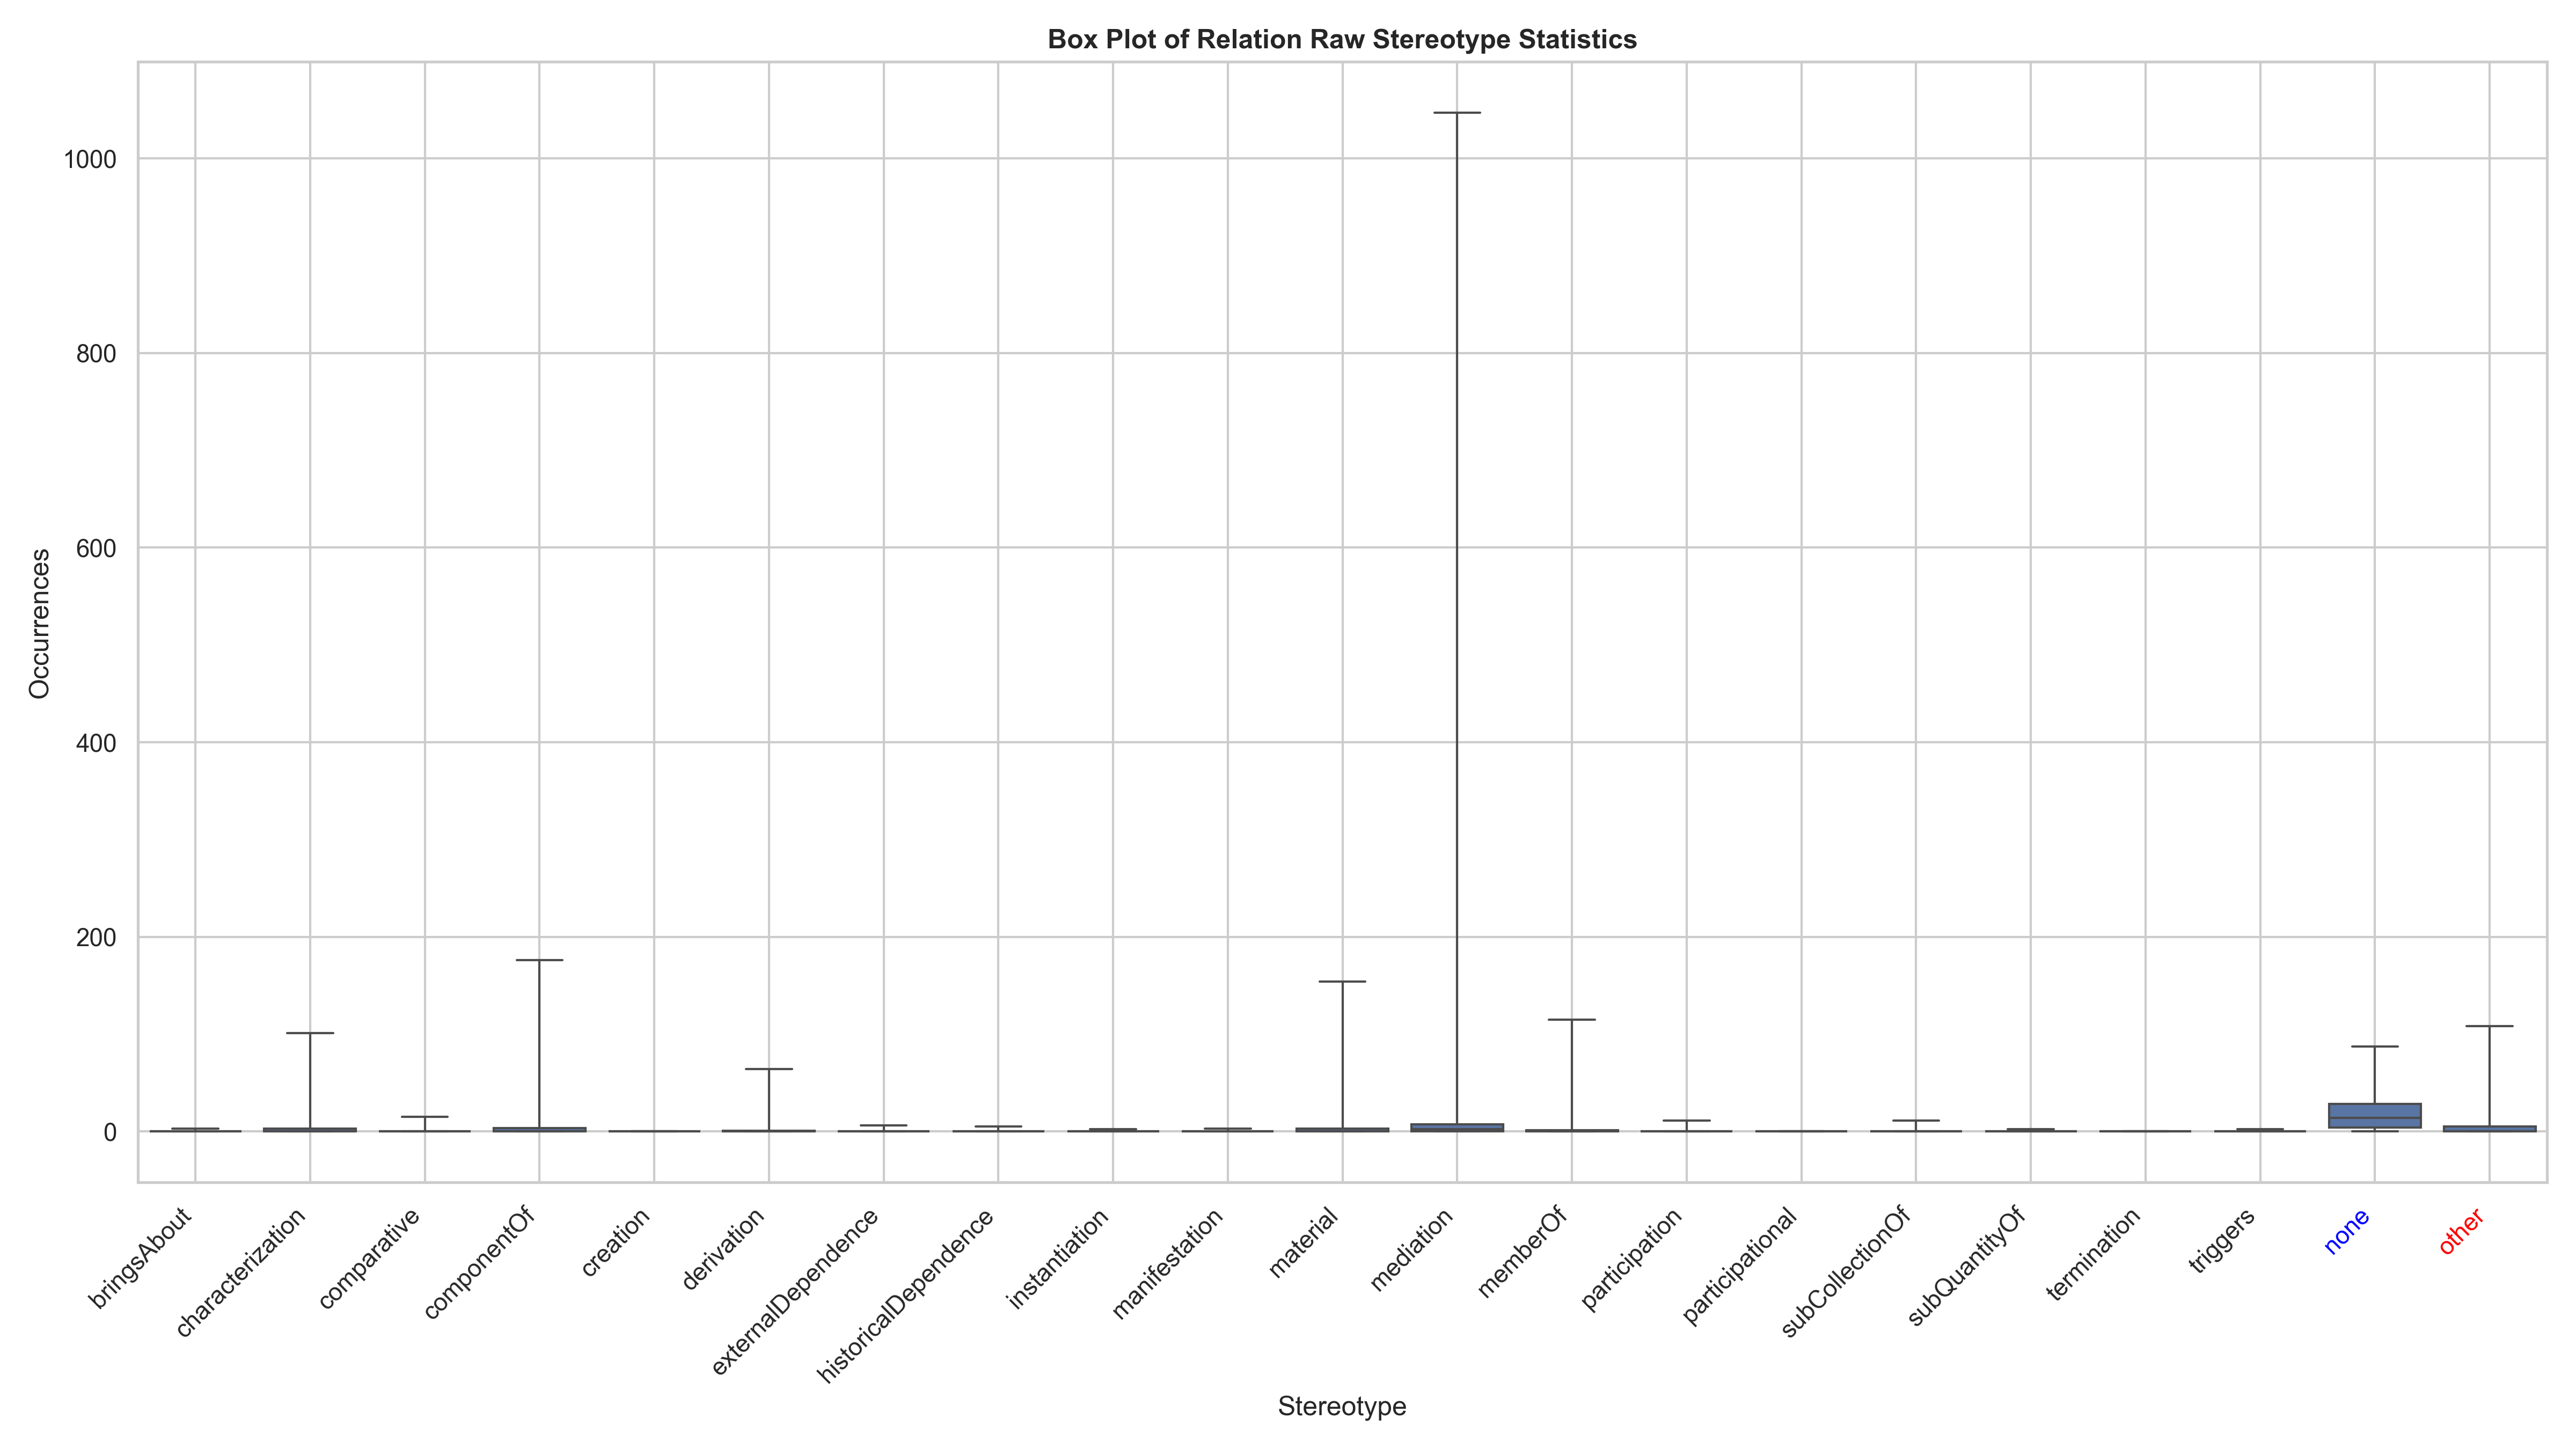 Box Plot of Relation Raw Stereotype Statistics
1000
800
600
400
200
0
Occurrences
bringsAbout
characterization
comparative
componentOf
creation
derivation
externalDependence
historicalDependence
instantiation
manifestation
material
mediation
memberOf
participation
participational
subCollectionOf
subQuantityOf
termination
triggers
none
other
Stereotype